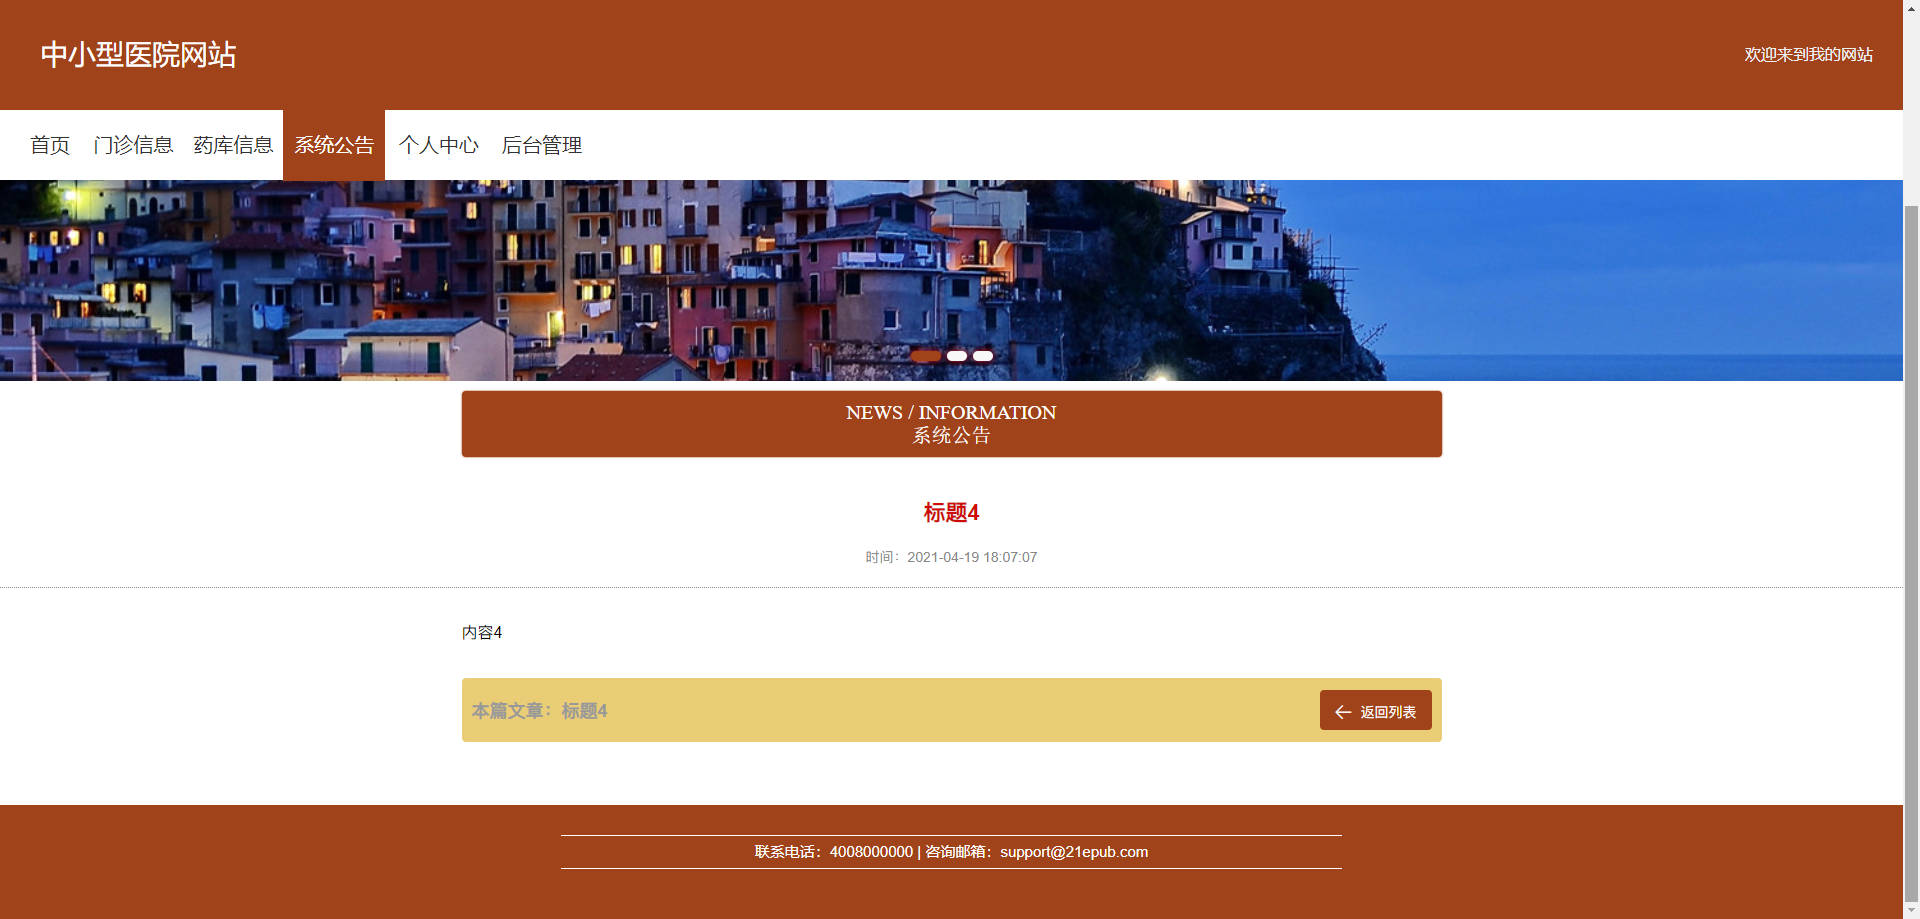 中小型医院网站
欢迎来到我的网站
首页 门诊信息 药库信息 系统公告 个人中心 后台管理
NEWS / INFORMATION
系统公告
标题4
时间：2021-04-19 18:07:07
内容4
本篇文章：标题4
返回列表
联系电话：4008000000 | 咨询邮箱：support@21epub.com